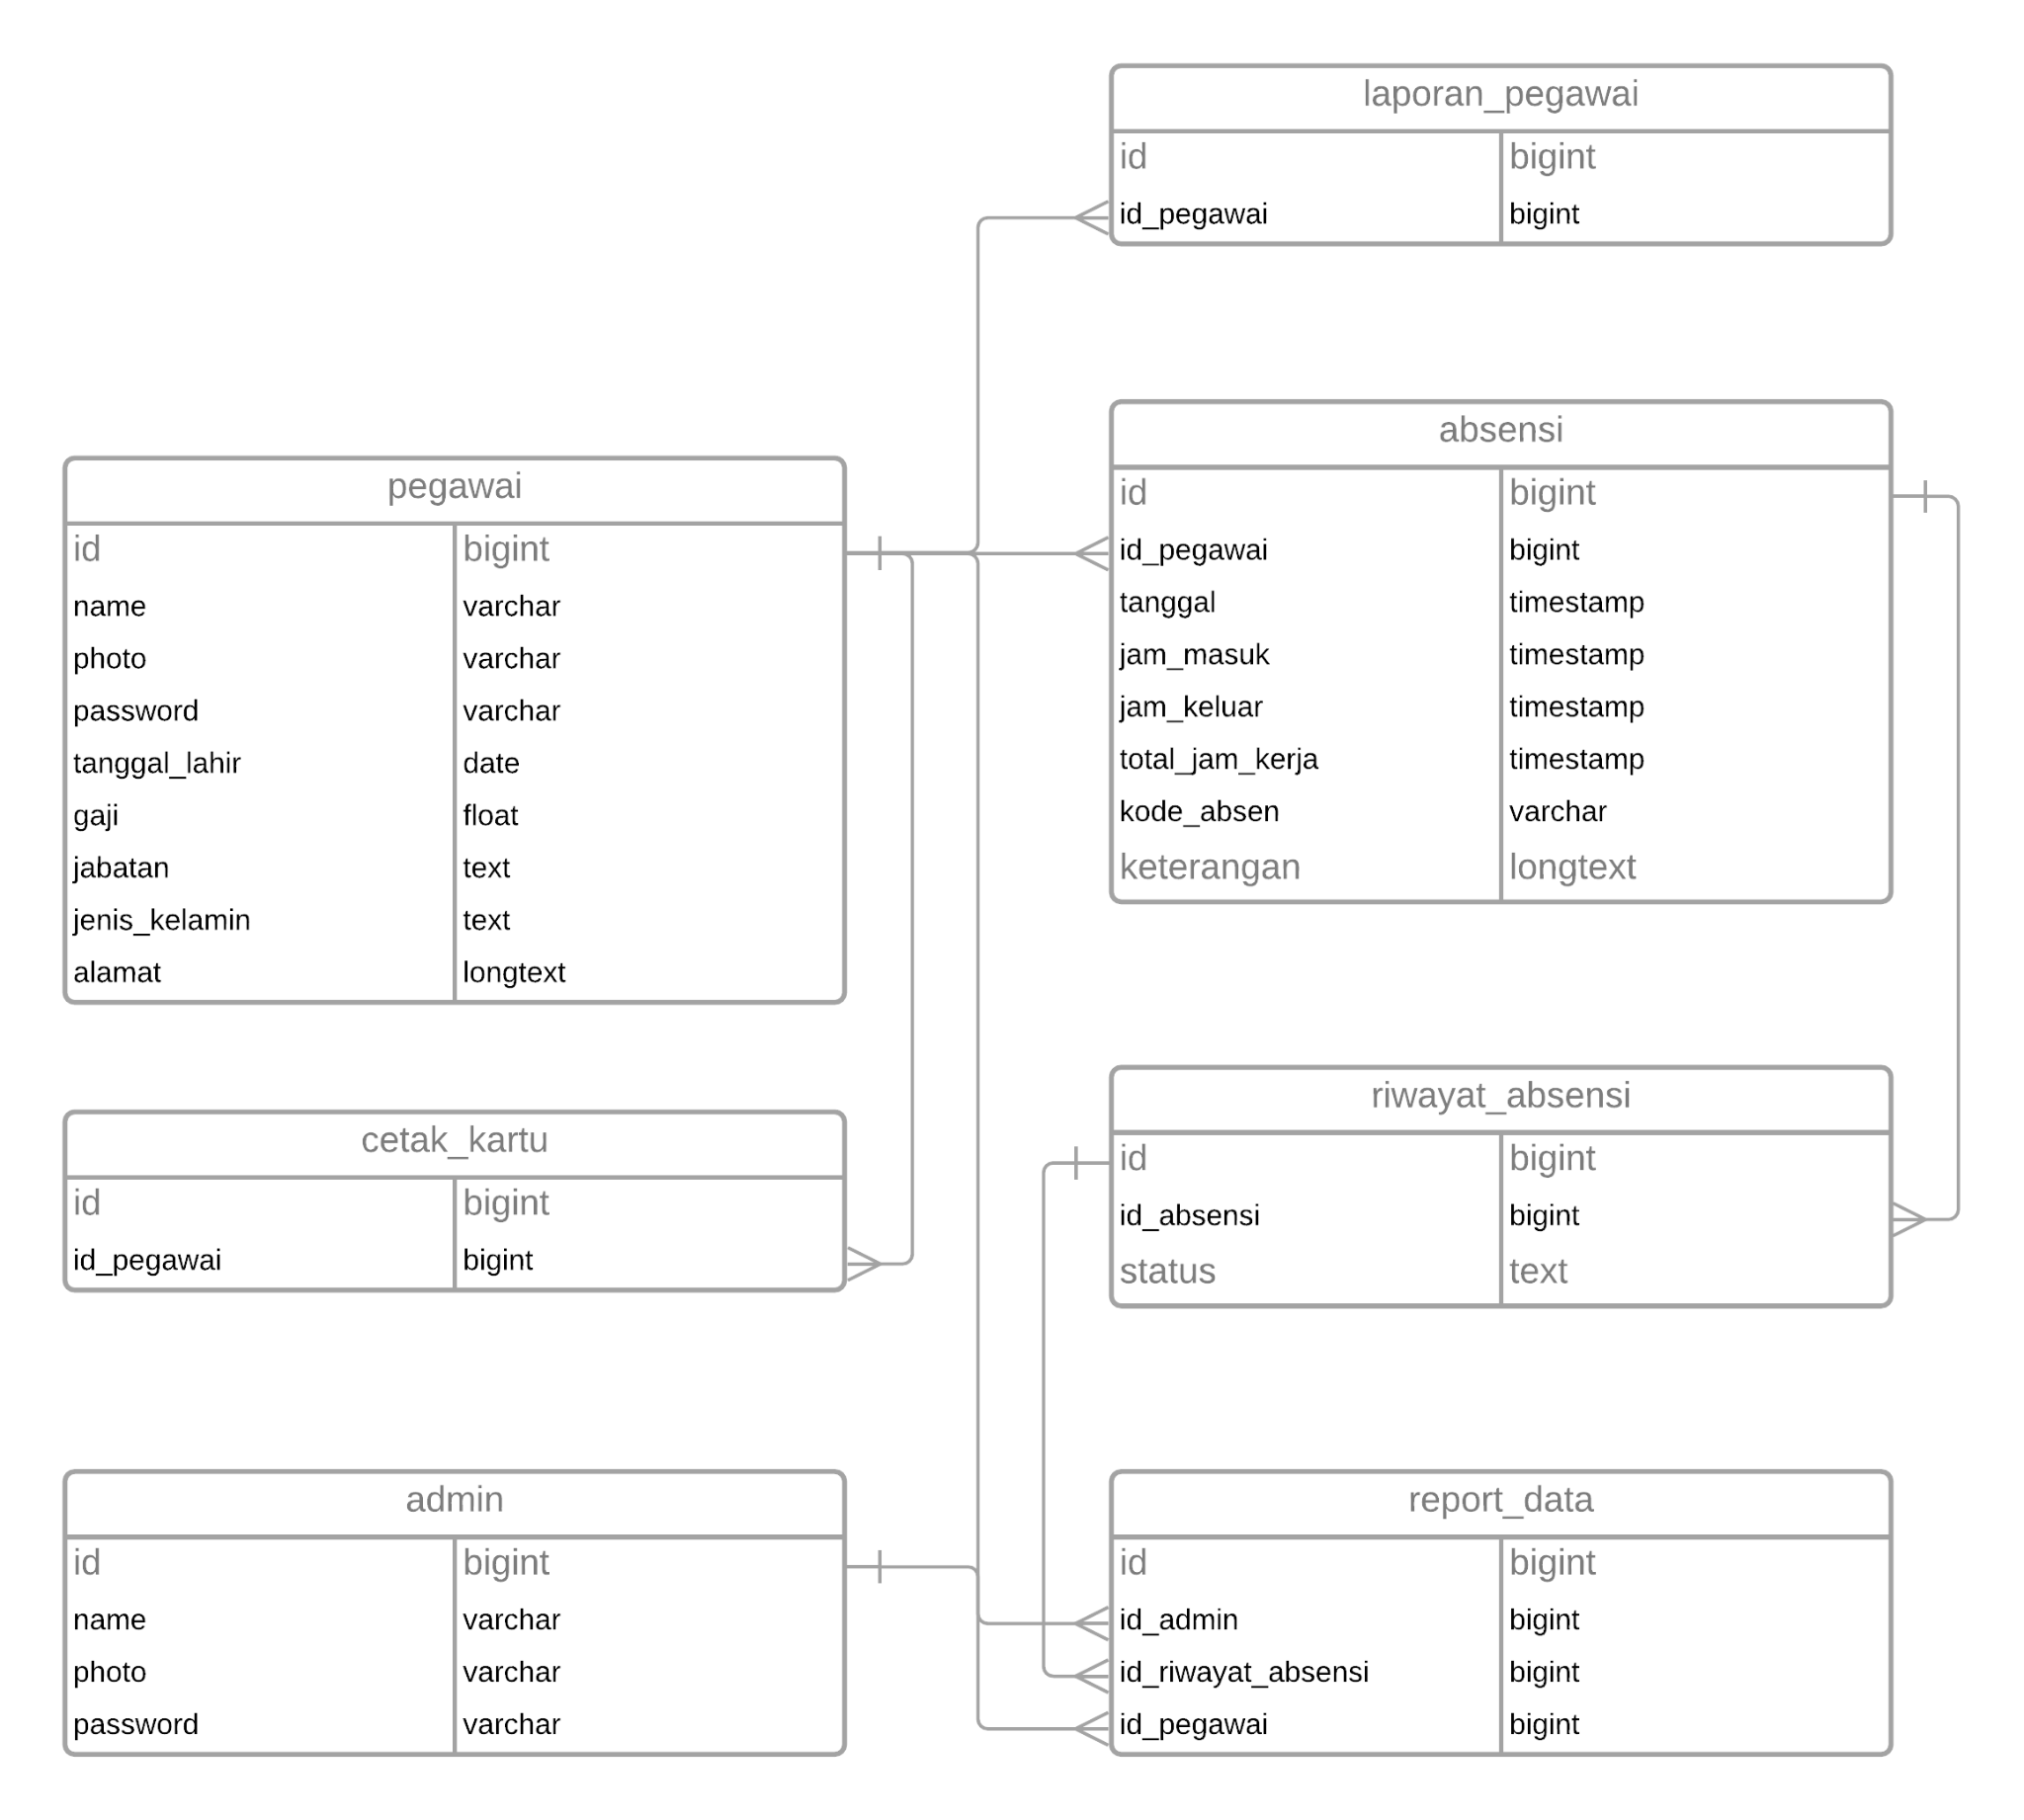 laporan_pegawai
id bigint
id_pegawai bigint
absensi
id bigint
id_pegawai bigint
tanggal timestamp
jam_masuk timestamp
jam_keluar timestamp
total_jam_kerja timestamp
kode_absen varchar
keterangan longtext
pegawai
id bigint
name varchar
photo varchar
password varchar
tanggal_lahir date
gaji float
jabatan text
jenis_kelamin text
alamat longtext
riwayat_absensi
id bigint
id_absensi bigint
status text
cetak_kartu
id bigint
id_pegawai bigint
admin
id bigint
name varchar
photo varchar
password varchar
report_data
id bigint
id_admin bigint
id_riwayat_absensi bigint
id_pegawai bigint